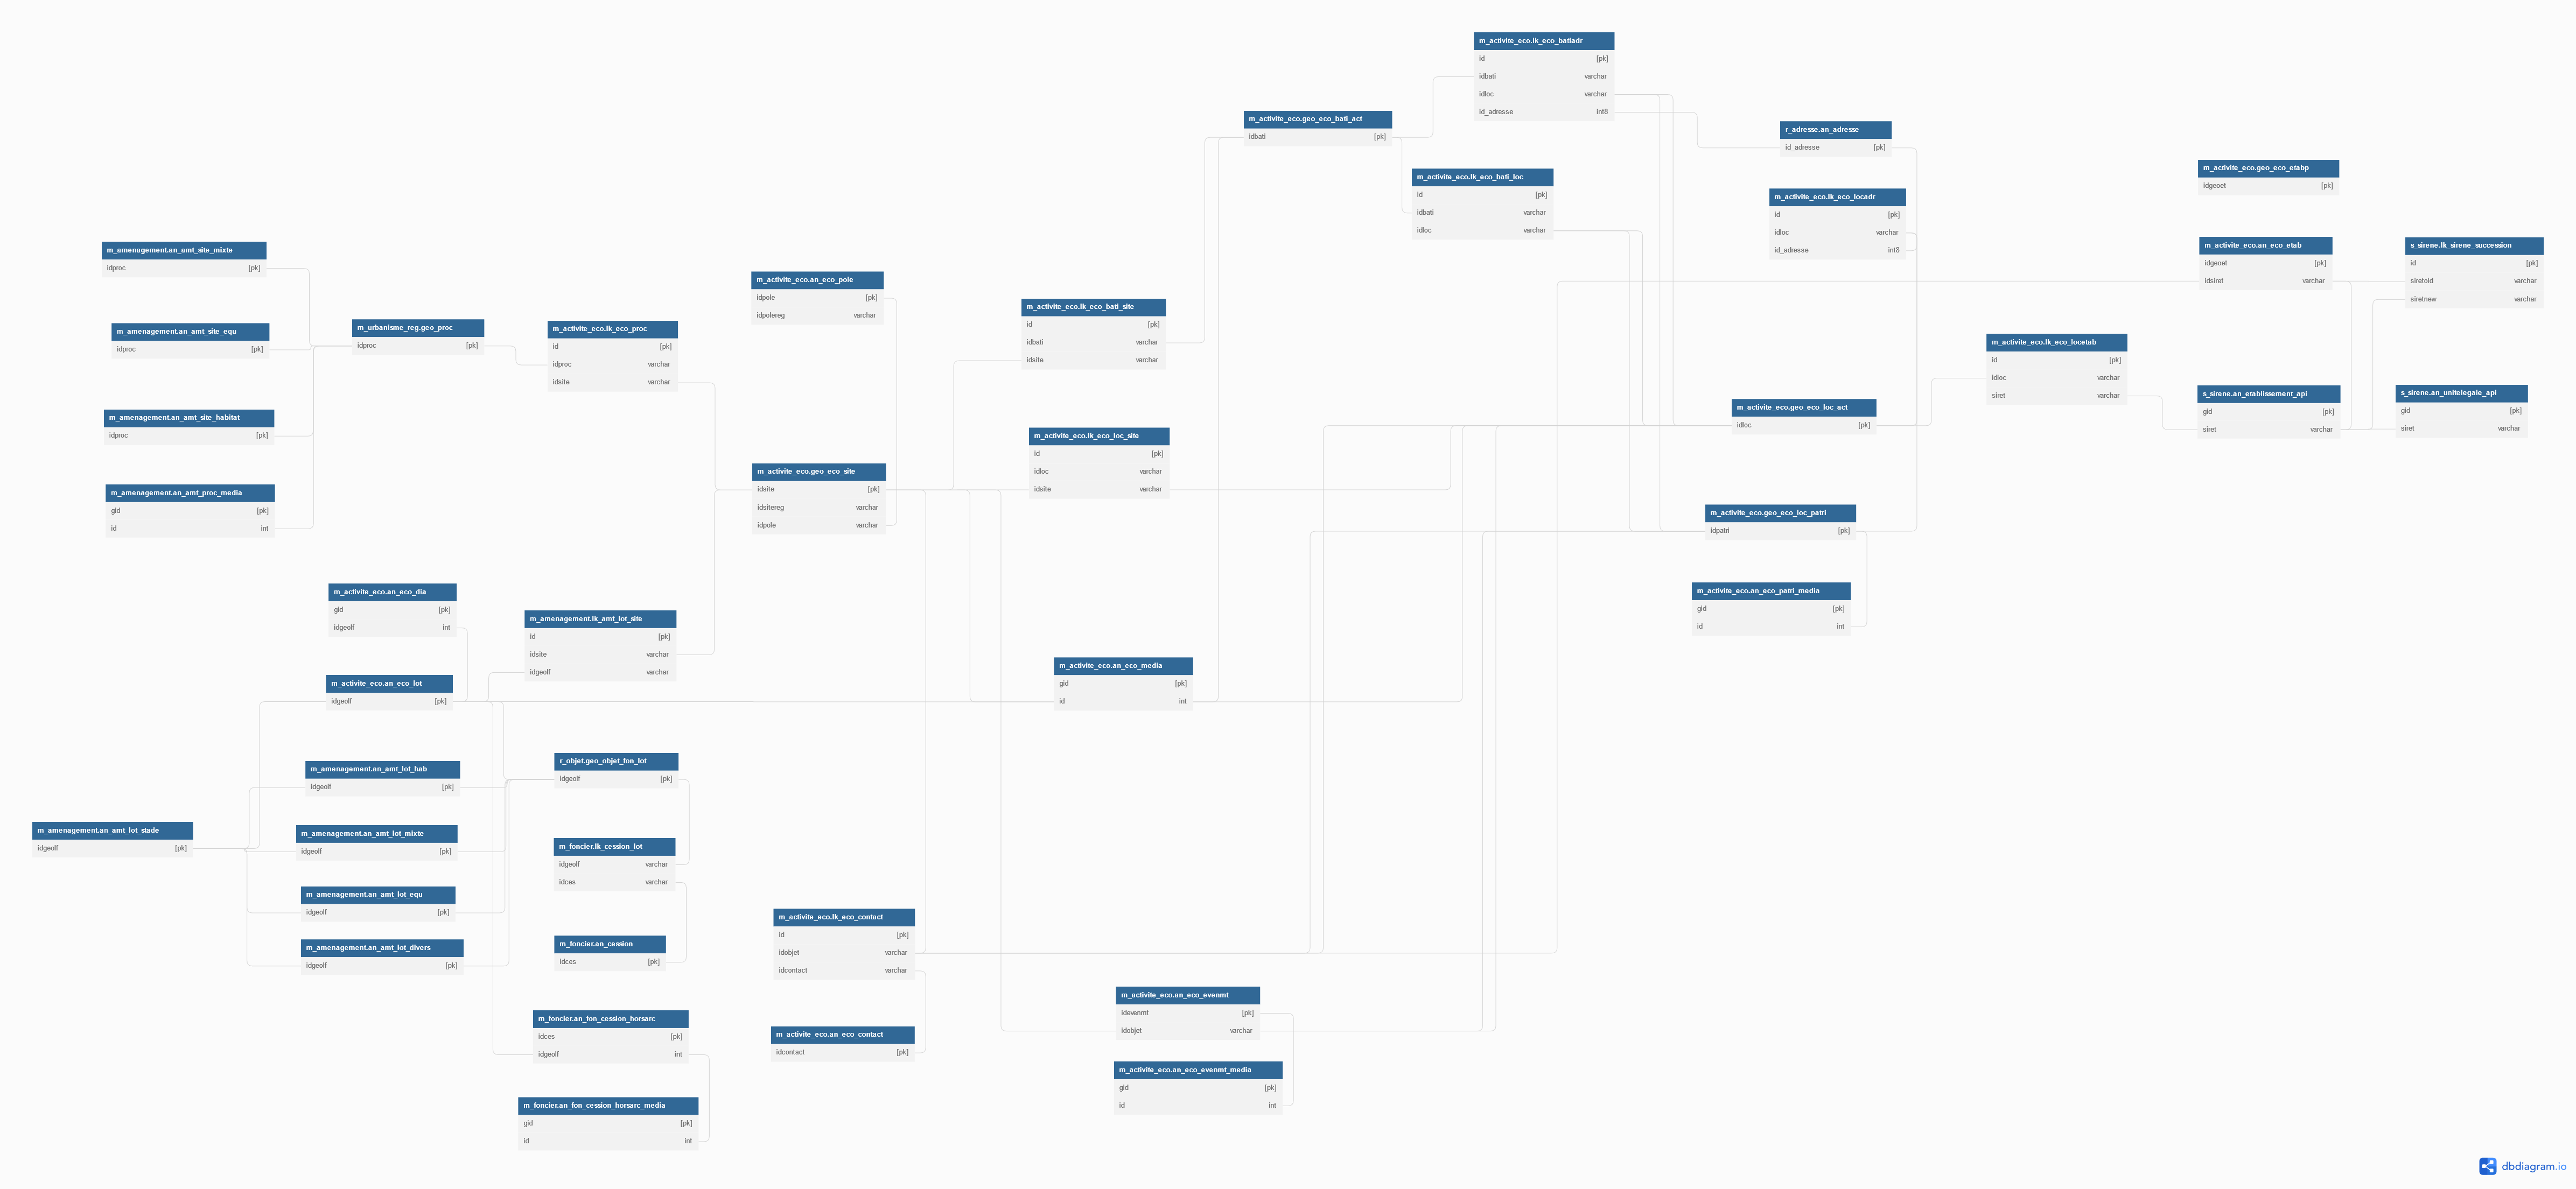 m_activite_eco.lk_eco_batiadr
id [pk]
idbati varchar
idloc varchar
id_adresse int8
m_activite_eco.geo_eco_bati_act
idbati [pk]
r_adresse.an_adresse
id_adresse [pk]
m_activite_eco.geo_eco_etabp
idgeoet [pk]
m_activite_eco.lk_eco_bati_loc
id [pk]
idbati varchar
idloc varchar
m_activite_eco.lk_eco_locadr
id [pk]
idloc varchar
id_adresse int8
m_amenagement.an_amt_site_mixte
idproc [pk]
m_activite_eco.an_eco_etab
idgeoet [pk]
idsiret varchar
s_sirene.lk_sirene_succession
id [pk]
siretold varchar
siretnew varchar
m_activite_eco.an_eco_pole
idpole [pk]
idpolereg varchar
m_activite_eco.lk_eco_bati_site
id [pk]
idbati varchar
idsite varchar
m_amenagement.an_amt_site_equ
idproc [pk]
m_urbanisme_reg.geo_proc
idproc [pk]
m_activite_eco.lk_eco_proc
id [pk]
idproc varchar
idsite varchar
m_activite_eco.lk_eco_locetab
id [pk]
idloc varchar
siret varchar
s_sirene.an_etablissement_api
gid [pk]
siret varchar
s_sirene.an_unitelegale_api
gid [pk]
siret varchar
m_amenagement.an_amt_site_habitat
idproc [pk]
m_activite_eco.geo_eco_loc_act
idloc [pk]
m_activite_eco.lk_eco_loc_site
id [pk]
idloc varchar
idsite varchar
m_activite_eco.geo_eco_site
idsite [pk]
idsitereg varchar
idpole varchar
m_amenagement.an_amt_proc_media
gid [pk]
id int
m_activite_eco.geo_eco_loc_patri
idpatri [pk]
m_activite_eco.an_eco_patri_media
gid [pk]
id int
m_activite_eco.an_eco_dia
gid [pk]
idgeolf int
m_amenagement.lk_amt_lot_site
id [pk]
idsite varchar
idgeolf varchar
m_activite_eco.an_eco_media
gid [pk]
id int
m_activite_eco.an_eco_lot
idgeolf [pk]
m_amenagement.an_amt_lot_hab
idgeolf [pk]
r_objet.geo_objet_fon_lot
idgeolf [pk]
m_amenagement.an_amt_lot_stade
idgeolf [pk]
m_amenagement.an_amt_lot_mixte
idgeolf [pk]
m_foncier.lk_cession_lot
idgeolf varchar
idces varchar
m_amenagement.an_amt_lot_equ
idgeolf [pk]
m_amenagement.an_amt_lot_divers
idgeolf [pk]
m_foncier.an_cession
idces [pk]
m_activite_eco.lk_eco_contact
id [pk]
idobjet varchar
idcontact varchar
m_activite_eco.an_eco_evenmt
idevenmt [pk]
idobjet varchar
m_foncier.an_fon_cession_horsarc
idces [pk]
idgeolf int
m_activite_eco.an_eco_contact
idcontact [pk]
m_activite_eco.an_eco_evenmt_media
gid [pk]
id int
m_foncier.an_fon_cession_horsarc_media
gid [pk]
id int
dbdiagram.io